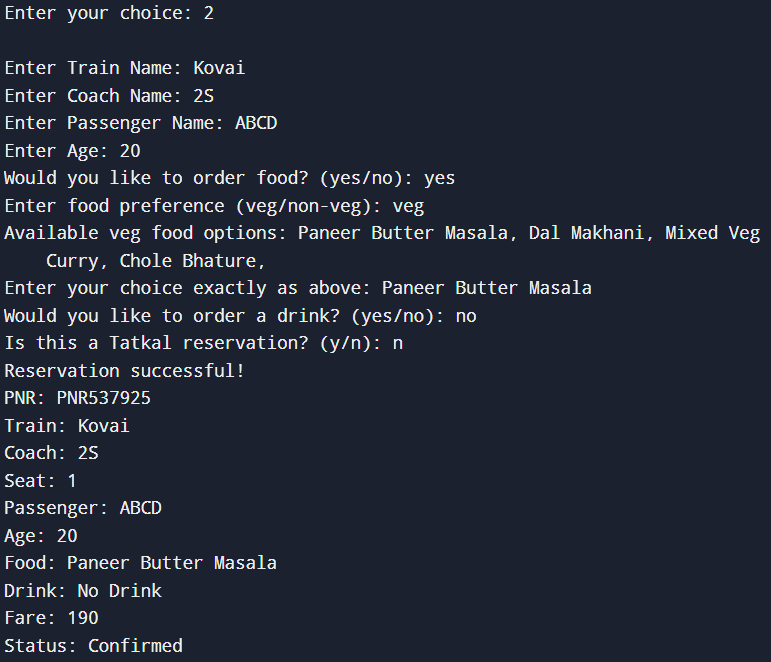 Enter your choice: 2
Enter Train Name: Kovai
Enter Coach Name: 2S
Enter Passenger Name: ABCD
Enter Age: 20
Would you like to order food? (yes/no): yes
Enter food preference (veg/non-veg): veg
Available veg food options: Paneer Butter Masala, Dal Makhani, Mixed Veg
Curry, Chole Bhature,
Enter your choice exactly as above: Paneer Butter Masala
Would you like to order a drink? (yes/no): no
Is this a Tatkal reservation? (y/n): n
Reservation successful!
PNR: PNR537925
Train: Kovai
Coach: 2S
Seat: 1
Passenger: ABCD
Age: 20
Food: Paneer Butter Masala
Drink: No Drink
Fare: 190
Status: Confirmed